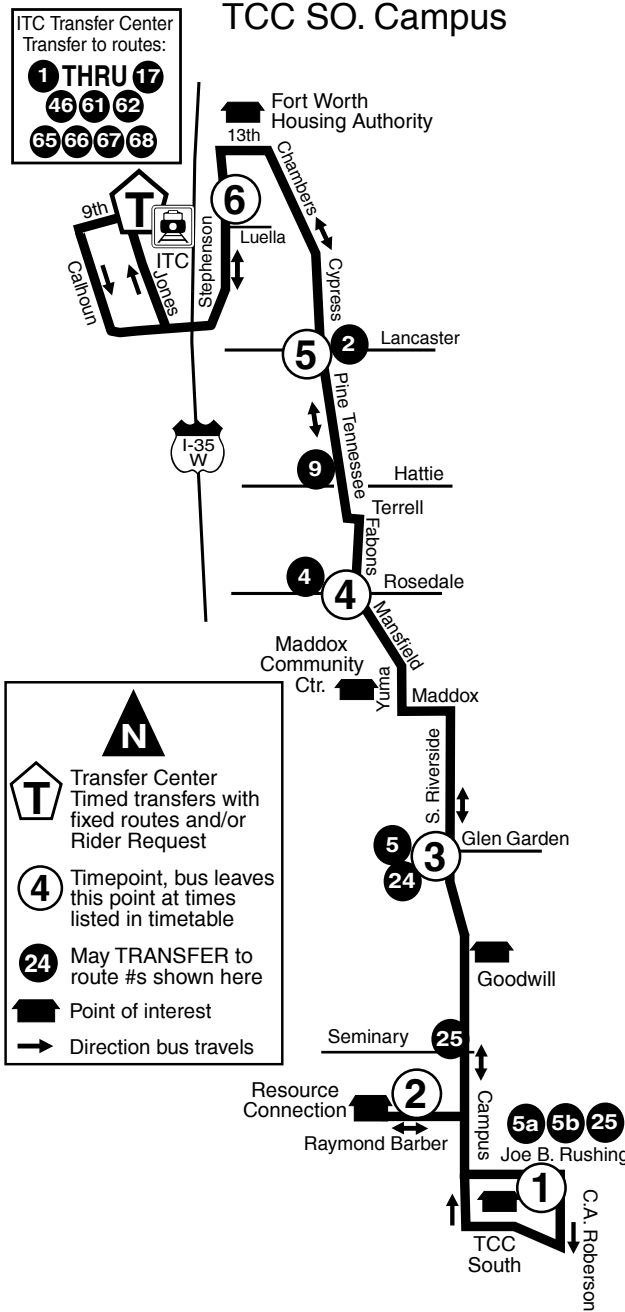 TCC SO. Campus
ITC Transfer Center
Transfer to routes:
1 THRU 17
46 61 62
65 66 67 68
Fort Worth
Housing Authority
13th
Chambers
6
9th
T
Luella
ITC
Stephenson
Calhoun
Jones
Cypress
5
2
Lancaster
Pine Tennessee
I-35
W
9
Hattie
Terrell
Fabons
4
4
Rosedale
Mansfield
Maddox
Community
Ctr.
Yuma
Maddox
S. Riverside
5
24
3
Glen Garden
Goodwill
Seminary
25
Resource
Connection
2
Raymond Barber
Campus
5a 5b 25
Joe B. Rushing
1
C.A. Roberson
TCC
South
N
T
Transfer Center
Timed transfers with
fixed routes and/or
Rider Request
4
Timepoint, bus leaves
this point at times
listed in timetable
24
May TRANSFER to
route #s shown here
Point of interest
Direction bus travels